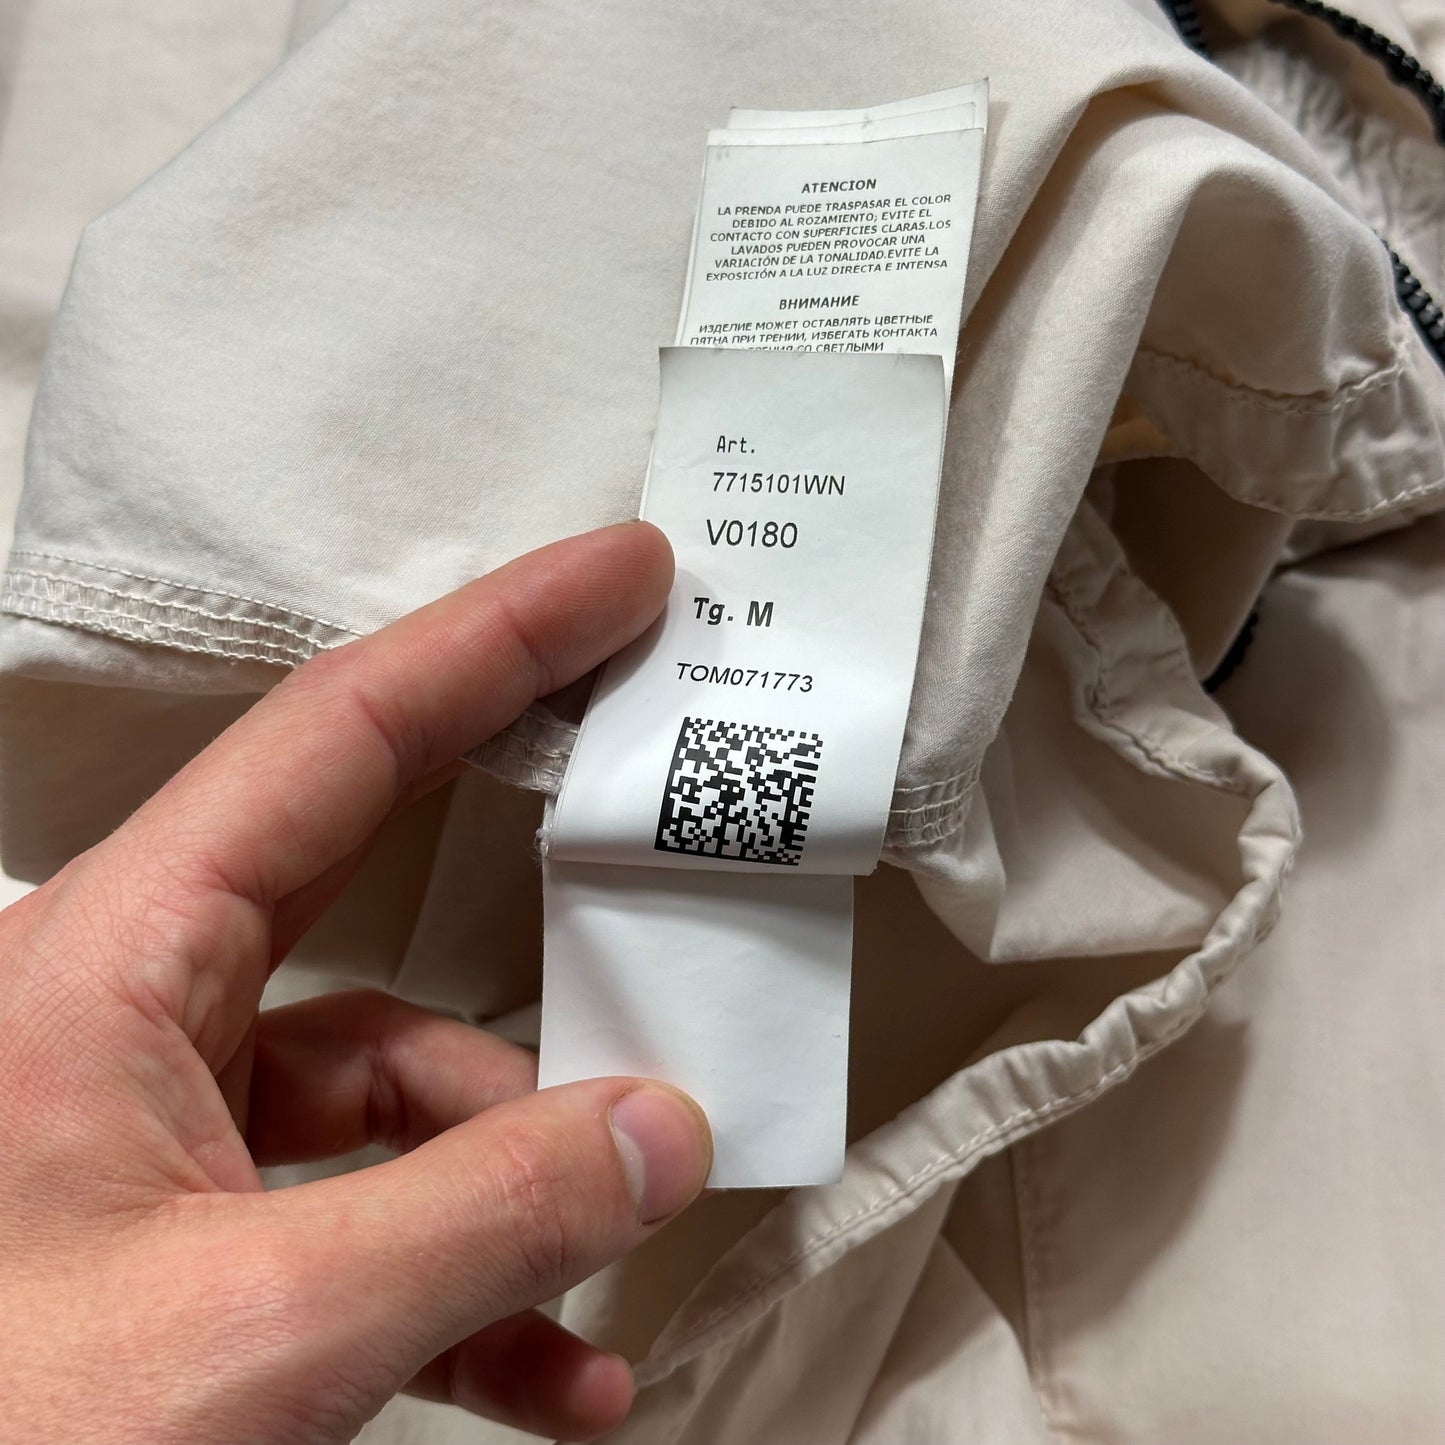 ATENCION
LA PRENDA PUEDE TRASPASAR EL COLOR
DEBIDO AL ROZAMIENTO; EVITE EL
CONTACTO CON SUPERFICIES CLARAS.LOS
LAVADOS PUEDEN PROVOCAR UNA
VARIACIÓN DE LA TONALIDAD.EVITE LA
EXPOSICIÓN A LA LUZ DIRECTA E INTENSA
ВНИМАНИЕ
ИЗДЕЛИЕ МОЖЕТ ОСТАВЛЯТЬ ЦВЕТНЫЕ
ПЯТНА ПРИ ТРЕНИИ, ИЗБЕГАТЬ КОНТАКТА
СО СВЕТЛЫМИ
Art.
7715101WN
V0180
Tg. M
TOM071773